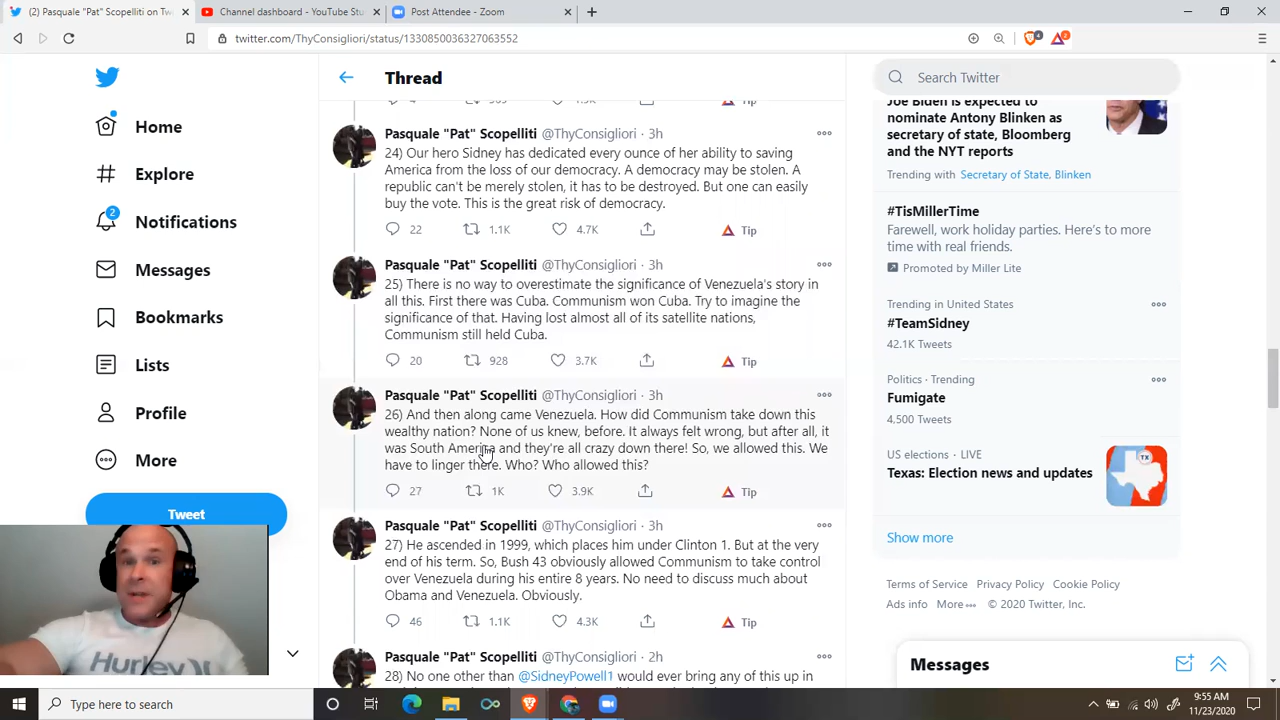 (2) Pasquale "Pat" Scopelliti on Tw
Channel dashboard - YouTube Stu
Post Attendee - Zoom
twitter.com/ThyConsigliori/status/1330850036327063552
4
2
Home
Explore
2
Notifications
Messages
Bookmarks
Lists
Profile
More
Tweet
Thread
Tip
Pasquale "Pat" Scopelliti @ThyConsigliori · 3h
24) Our hero Sidney has dedicated every ounce of her ability to saving
America from the loss of our democracy. A democracy may be stolen. A
republic can't be merely stolen, it has to be destroyed. But one can easily
buy the vote. This is the great risk of democracy.
22 1.1K 4.7K Tip
Pasquale "Pat" Scopelliti @ThyConsigliori · 3h
25) There is no way to overestimate the significance of Venezuela's story in
all this. First there was Cuba. Communism won Cuba. Try to imagine the
significance of that. Having lost almost all of its satellite nations,
Communism still held Cuba.
20 928 3.7K Tip
Pasquale "Pat" Scopelliti @ThyConsigliori · 3h
26) And then along came Venezuela. How did Communism take down this
wealthy nation? None of us knew, before. It always felt wrong, but after all, it
was South America and they're all crazy down there! So, we allowed this. We
have to linger there. Who? Who allowed this?
27 1K 3.9K Tip
Pasquale "Pat" Scopelliti @ThyConsigliori · 3h
27) He ascended in 1999, which places him under Clinton 1. But at the very
end of his term. So, Bush 43 obviously allowed Communism to take control
over Venezuela during his entire 8 years. No need to discuss much about
Obama and Venezuela. Obviously.
46 1.1K 4.3K Tip
Pasquale "Pat" Scopelliti @ThyConsigliori · 2h
28) No one other than @SidneyPowell1 would ever bring any of this up in
Search Twitter
Joe Biden is expected to
nominate Antony Blinken as
secretary of state, Bloomberg
and the NYT reports
Trending with Secretary of State, Blinken
#TisMillerTime
Farewell, work holiday parties. Here's to more
time with real friends.
Promoted by Miller Lite
Trending in United States
#TeamSidney
42.1K Tweets
Politics · Trending
Fumigate
4,500 Tweets
US elections · LIVE
Texas: Election news and updates
TX
Show more
Terms of Service Privacy Policy Cookie Policy
Ads info More © 2020 Twitter, Inc.
Messages
Hurley
Type here to search
9:55 AM
11/23/2020